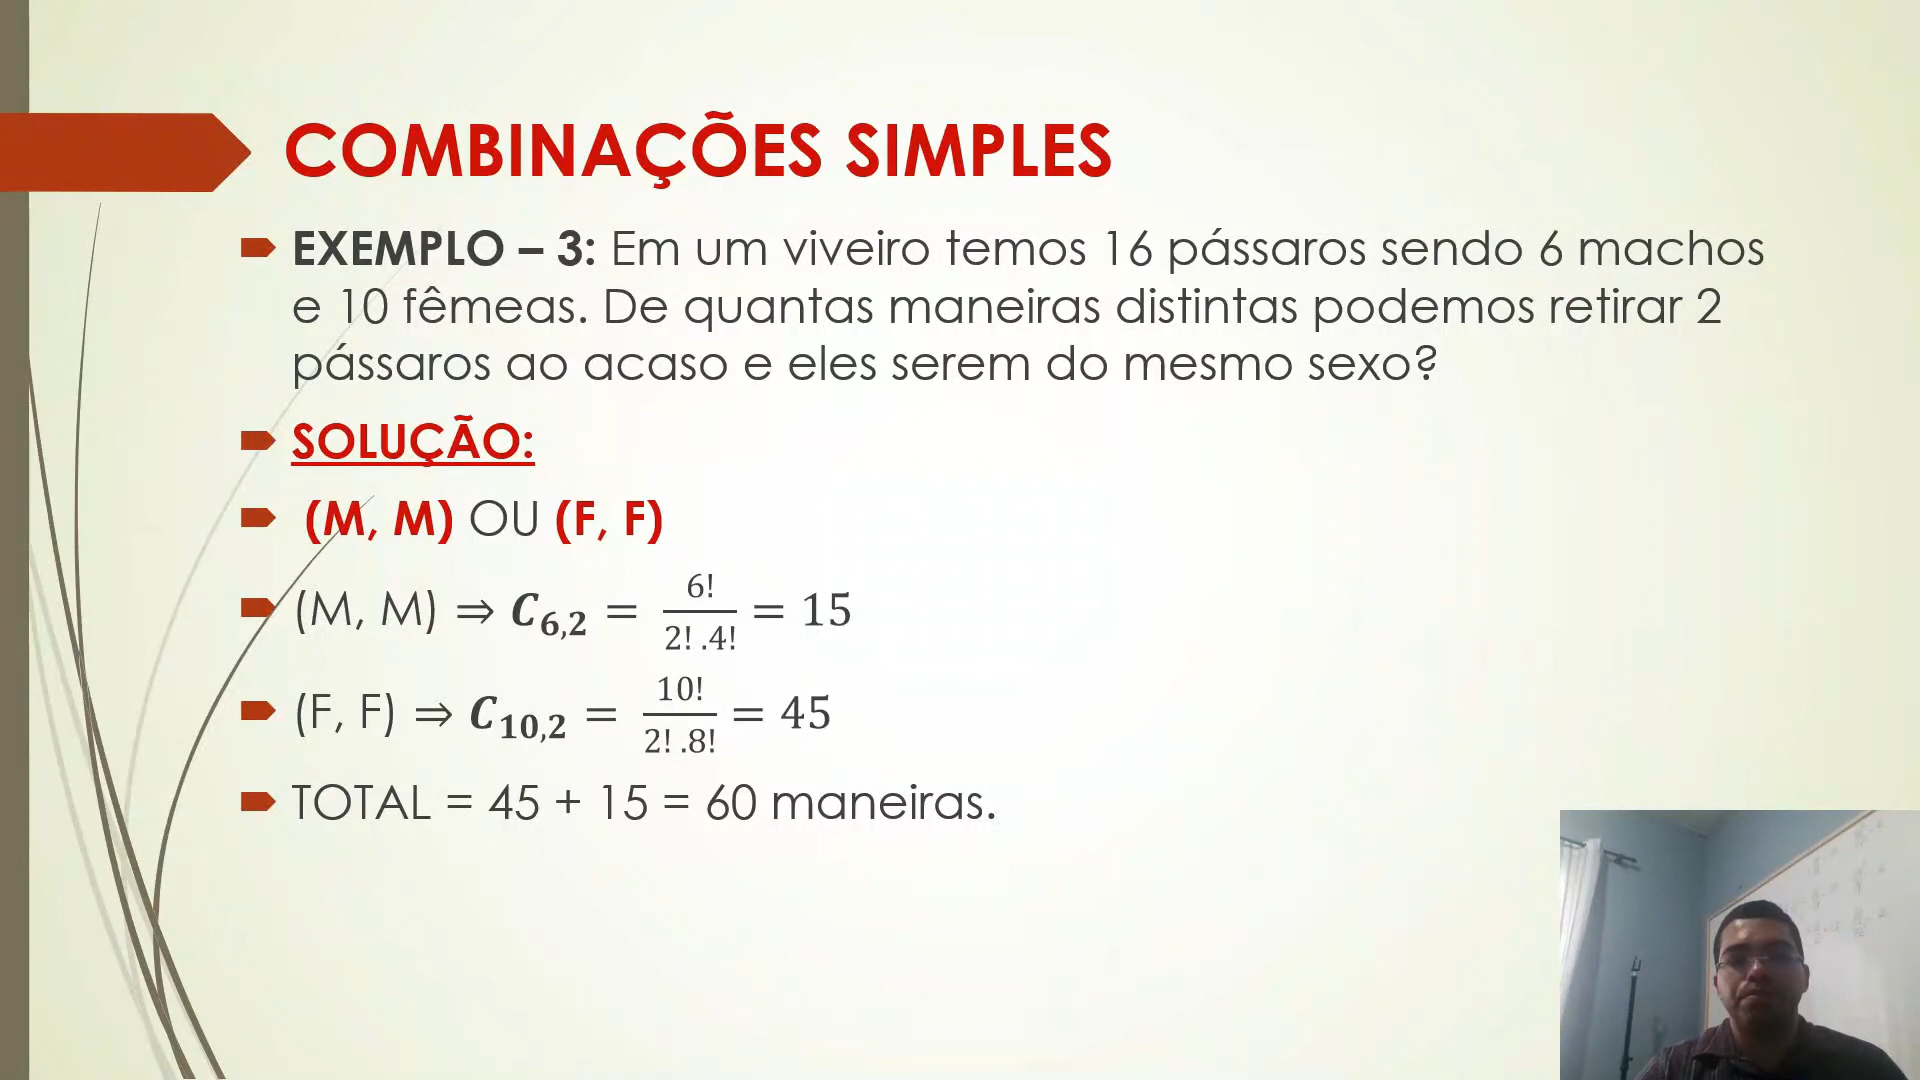 COMBINAÇÕES SIMPLES
EXEMPLO – 3: Em um viveiro temos 16 pássaros sendo 6 machos
e 10 fêmeas. De quantas maneiras distintas podemos retirar 2
pássaros ao acaso e eles serem do mesmo sexo?
SOLUÇÃO:
(M, M) OU (F, F)
(M, M) ⇒ C₆,₂ = 6!/2! .4! = 15
(F, F) ⇒ C₁₀,₂ = 10!/2! .8! = 45
TOTAL = 45 + 15 = 60 maneiras.